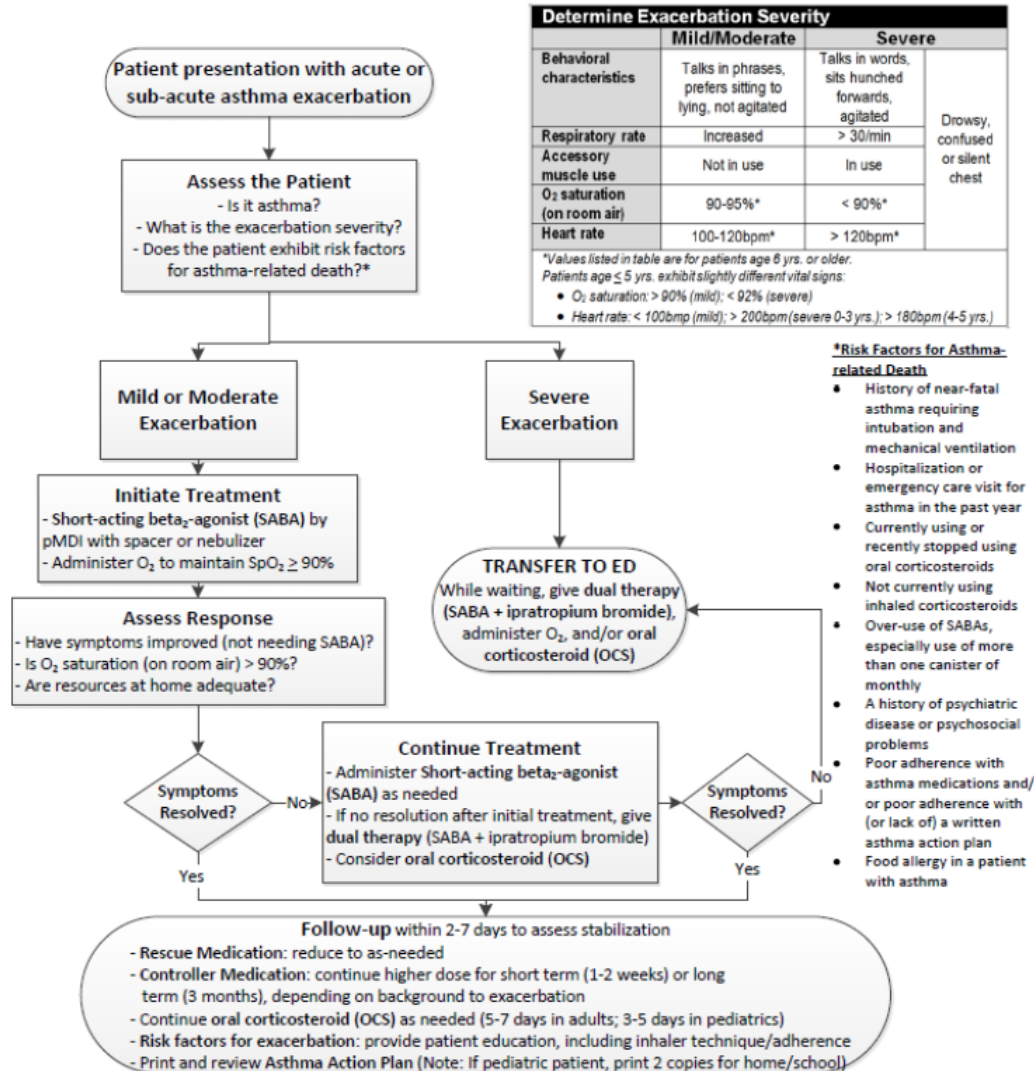 Determine Exacerbation Severity
Mild/Moderate Severe
Behavioral
characteristics
Talks in phrases,
prefers sitting to
lying, not agitated
Talks in words,
sits hunched
forwards,
agitated
Drowsy,
confused
or silent
chest
Respiratory rate Increased > 30/min
Accessory
muscle use
Not in use In use
O₂ saturation
(on room air)
90-95%* < 90%*
Heart rate 100-120bpm* > 120bpm*
*Values listed in table are for patients age 6 yrs. or older.
Patients age ≤ 5 yrs. exhibit slightly different vital signs:
• O₂ saturation: > 90% (mild); < 92% (severe)
• Heart rate: < 100bmp (mild); > 200bpm (severe 0-3 yrs.); > 180bpm (4-5 yrs.)
Patient presentation with acute or
sub-acute asthma exacerbation
Assess the Patient
- Is it asthma?
- What is the exacerbation severity?
- Does the patient exhibit risk factors
for asthma-related death?*
Mild or Moderate
Exacerbation
Severe
Exacerbation
Initiate Treatment
- Short-acting beta₂-agonist (SABA) by
pMDI with spacer or nebulizer
- Administer O₂ to maintain SpO₂ ≥ 90%
Assess Response
- Have symptoms improved (not needing SABA)?
- Is O₂ saturation (on room air) > 90%?
- Are resources at home adequate?
TRANSFER TO ED
While waiting, give dual therapy
(SABA + ipratropium bromide),
administer O₂, and/or oral
corticosteroid (OCS)
Symptoms
Resolved?
No
Yes
Continue Treatment
- Administer Short-acting beta₂-agonist
(SABA) as needed
- If no resolution after initial treatment, give
dual therapy (SABA + ipratropium bromide)
- Consider oral corticosteroid (OCS)
Symptoms
Resolved?
No
Yes
*Risk Factors for Asthma-
related Death
• History of near-fatal
asthma requiring
intubation and
mechanical ventilation
• Hospitalization or
emergency care visit for
asthma in the past year
• Currently using or
recently stopped using
oral corticosteroids
• Not currently using
inhaled corticosteroids
• Over-use of SABAs,
especially use of more
than one canister of
monthly
• A history of psychiatric
disease or psychosocial
problems
• Poor adherence with
asthma medications and/
or poor adherence with
(or lack of) a written
asthma action plan
• Food allergy in a patient
with asthma
Follow-up within 2-7 days to assess stabilization
- Rescue Medication: reduce to as-needed
- Controller Medication: continue higher dose for short term (1-2 weeks) or long
term (3 months), depending on background to exacerbation
- Continue oral corticosteroid (OCS) as needed (5-7 days in adults; 3-5 days in pediatrics)
- Risk factors for exacerbation: provide patient education, including inhaler technique/adherence
- Print and review Asthma Action Plan (Note: If pediatric patient, print 2 copies for home/school)